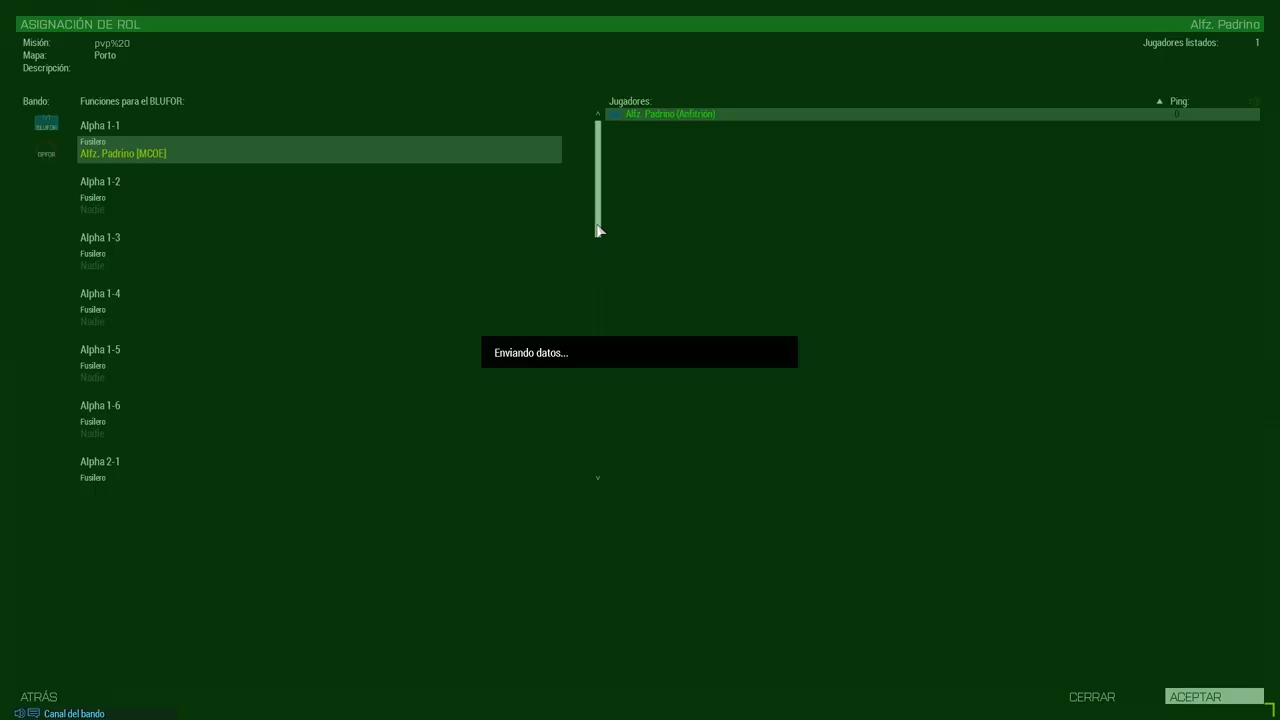 ASIGNACIÓN DE ROL
Alfz. Padrino
Misión: pvp%20
Jugadores listados: 1
Mapa: Porto
Descripción:
Bando:
Funciones para el BLUFOR:
Jugadores:
Ping:
BLUFOR
OPFOR
Alfz. Padrino (Anfitrión)
0
Alpha 1-1
Fusilero
Alfz. Padrino [MCOE]
Alpha 1-2
Fusilero
Nadie
Alpha 1-3
Fusilero
Nadie
Alpha 1-4
Fusilero
Nadie
Enviando datos...
Alpha 1-5
Fusilero
Nadie
Alpha 1-6
Fusilero
Nadie
Alpha 2-1
Fusilero
ATRÁS
CERRAR
ACEPTAR
Canal del bando